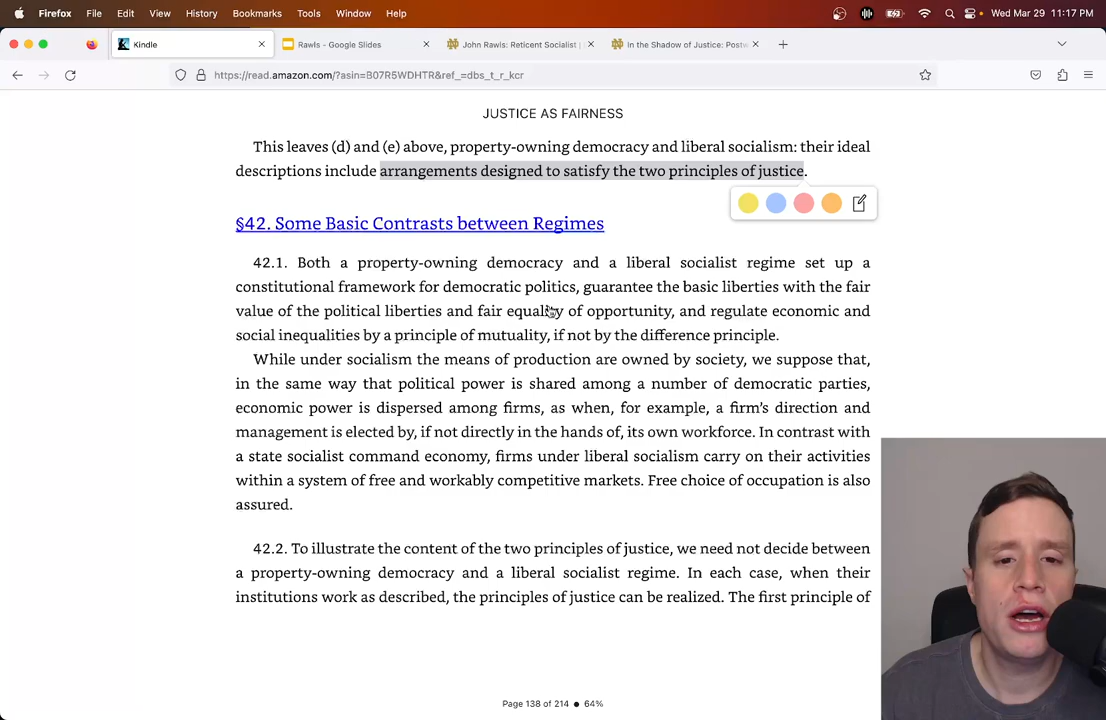 Firefox File Edit View History Bookmarks Tools Window Help Wed Mar 29 11:17 PM
Kindle Rawls - Google Slides John Rawls: Reticent Socialist | In the Shadow of Justice: Postw
https://read.amazon.com/?asin=B07R5WDHTR&ref_=dbs_t_r_kcr
JUSTICE AS FAIRNESS
This leaves (d) and (e) above, property-owning democracy and liberal socialism: their ideal
descriptions include arrangements designed to satisfy the two principles of justice.
§42. Some Basic Contrasts between Regimes
42.1. Both a property-owning democracy and a liberal socialist regime set up a
constitutional framework for democratic politics, guarantee the basic liberties with the fair
value of the political liberties and fair equality of opportunity, and regulate economic and
social inequalities by a principle of mutuality, if not by the difference principle.
While under socialism the means of production are owned by society, we suppose that,
in the same way that political power is shared among a number of democratic parties,
economic power is dispersed among firms, as when, for example, a firm's direction and
management is elected by, if not directly in the hands of, its own workforce. In contrast with
a state socialist command economy, firms under liberal socialism carry on their activities
within a system of free and workably competitive markets. Free choice of occupation is also
assured.
42.2. To illustrate the content of the two principles of justice, we need not decide between
a property-owning democracy and a liberal socialist regime. In each case, when their
institutions work as described, the principles of justice can be realized. The first principle of
Page 138 of 214 ● 64%